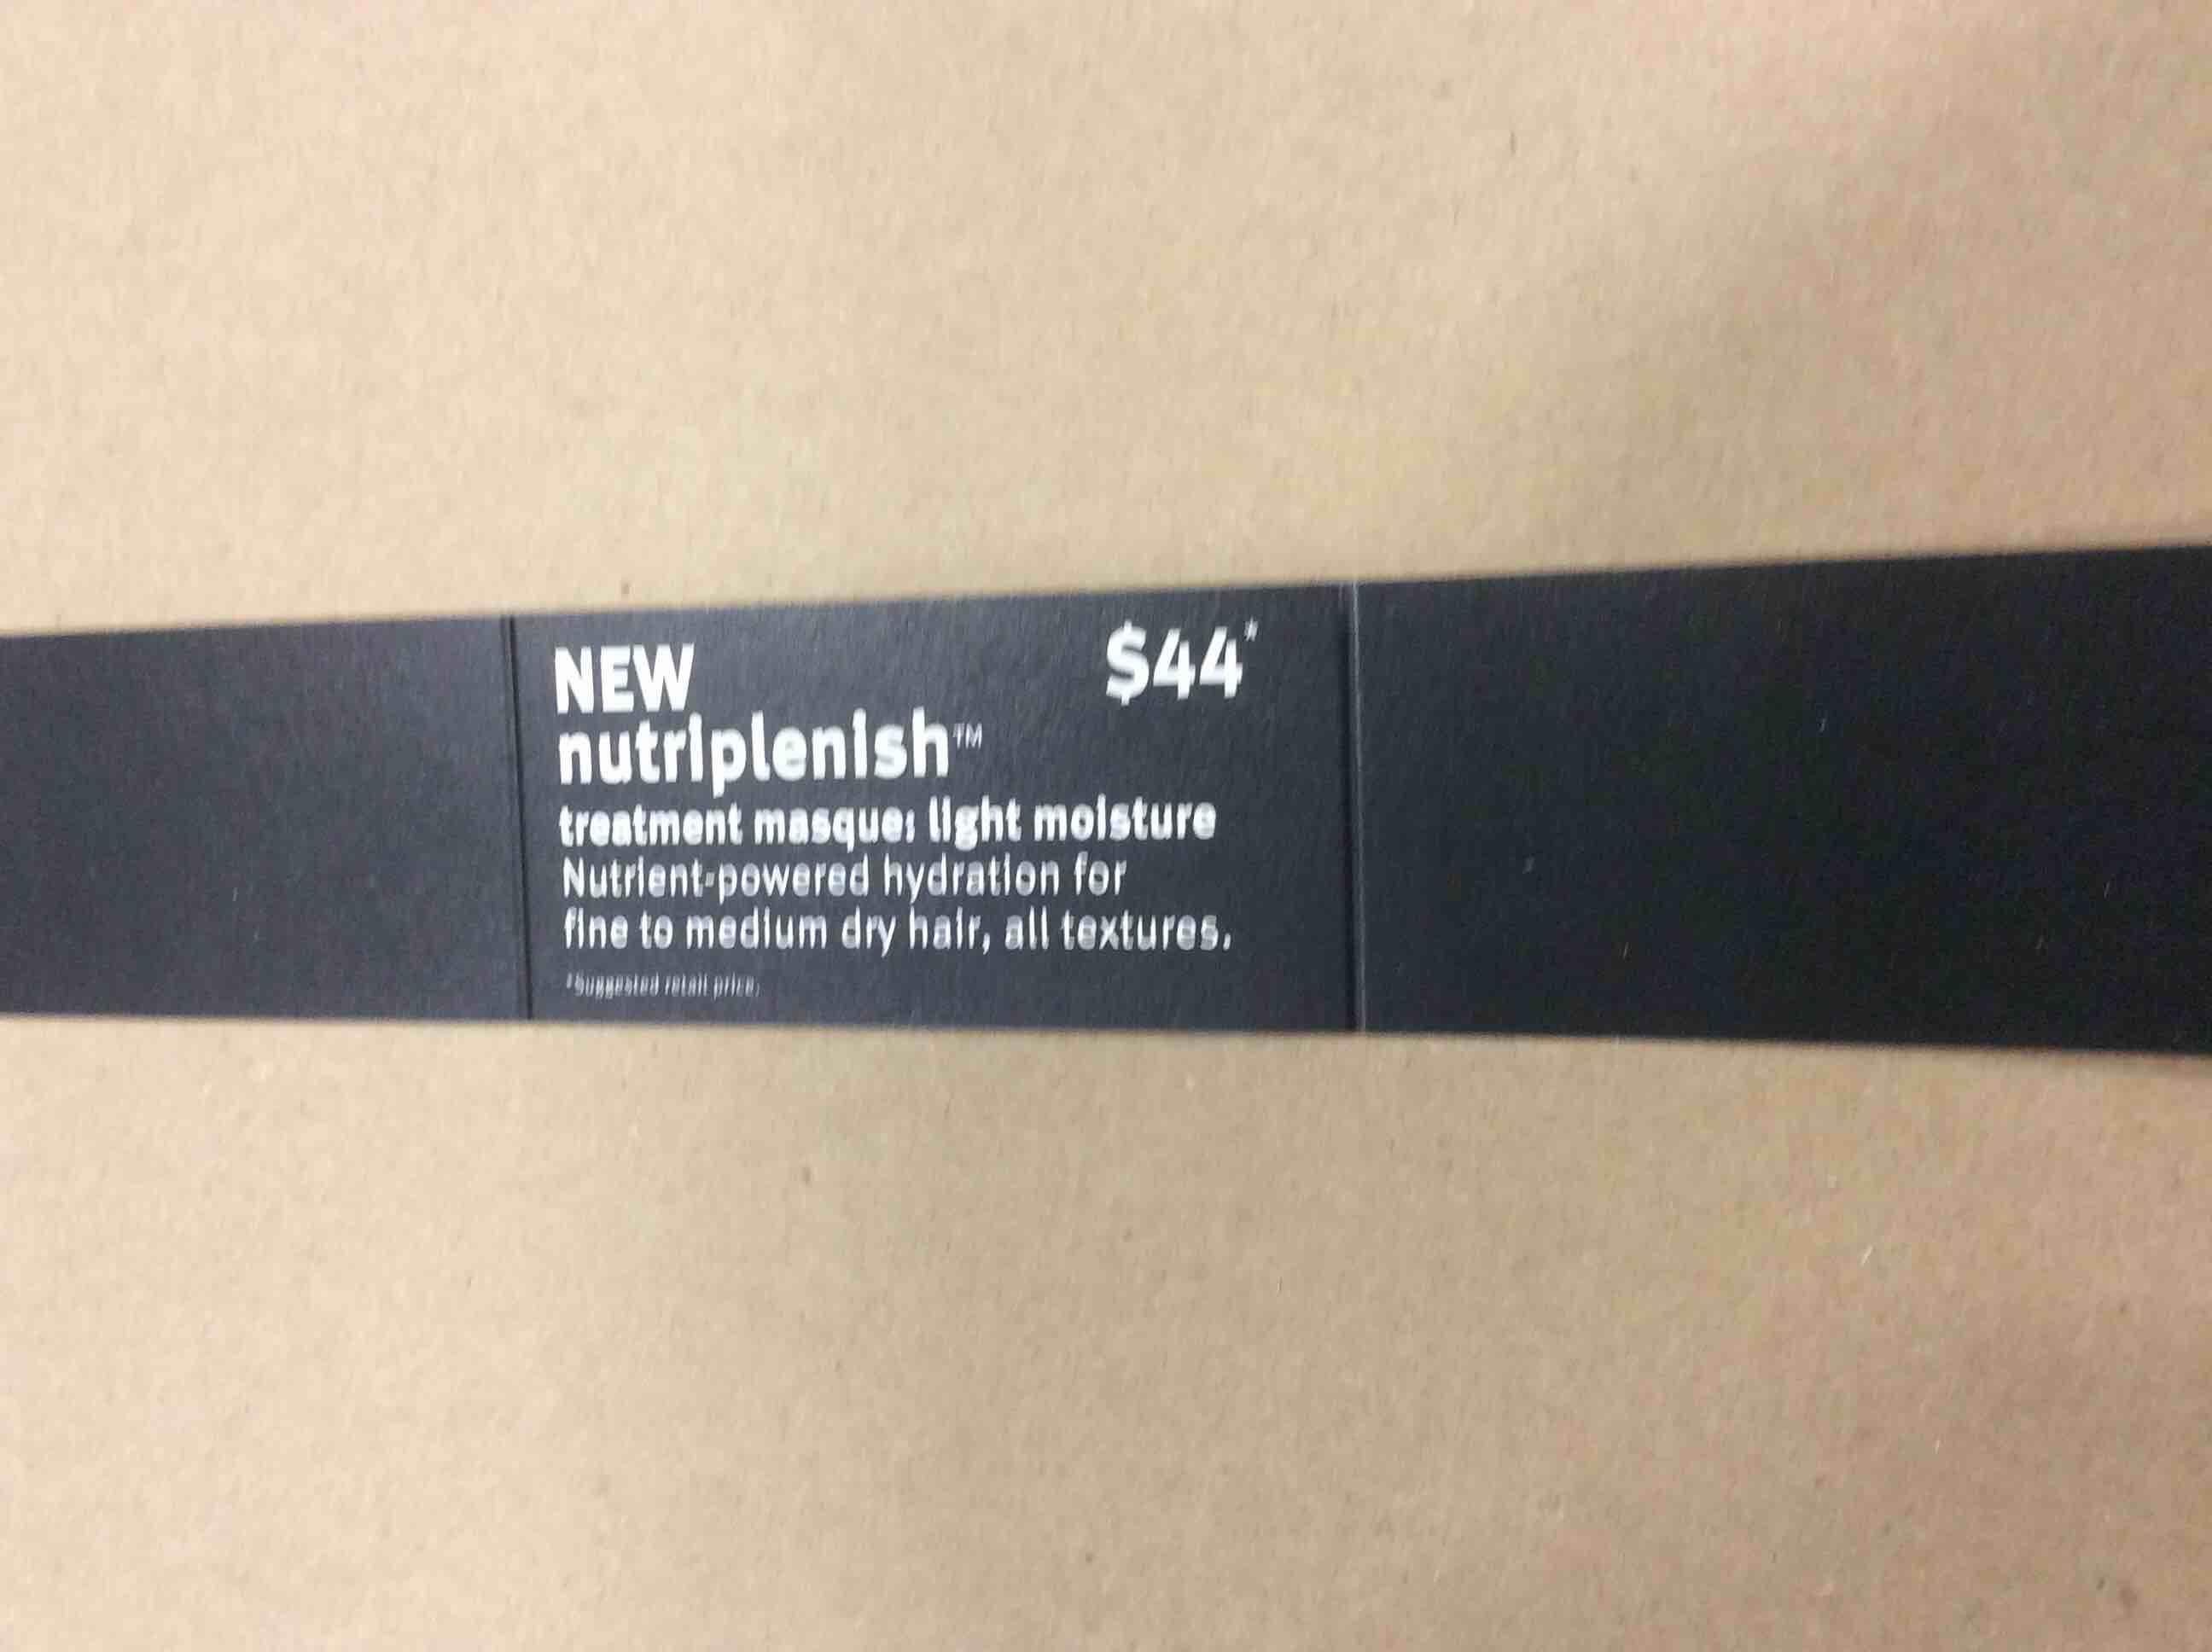 NEW
$44*
nutriplenish™
treatment masque: light moisture
Nutrient-powered hydration for
fine to medium dry hair, all textures.
*Suggested retail price.